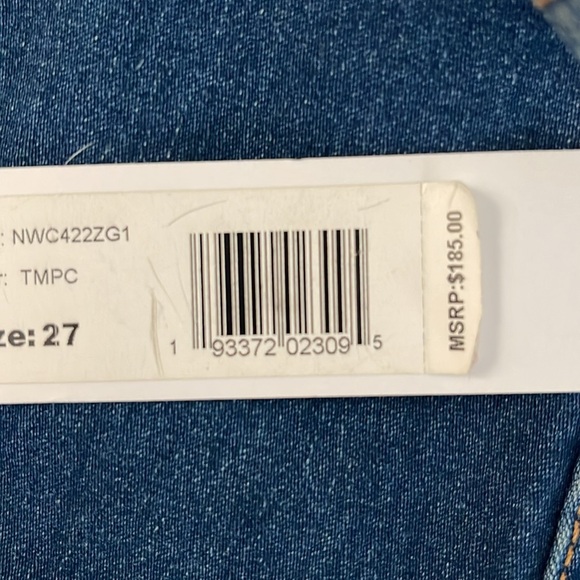 : NWC422ZG1
: TMPC
ze: 27
1 93372 02309 5
MSRP:$185.00